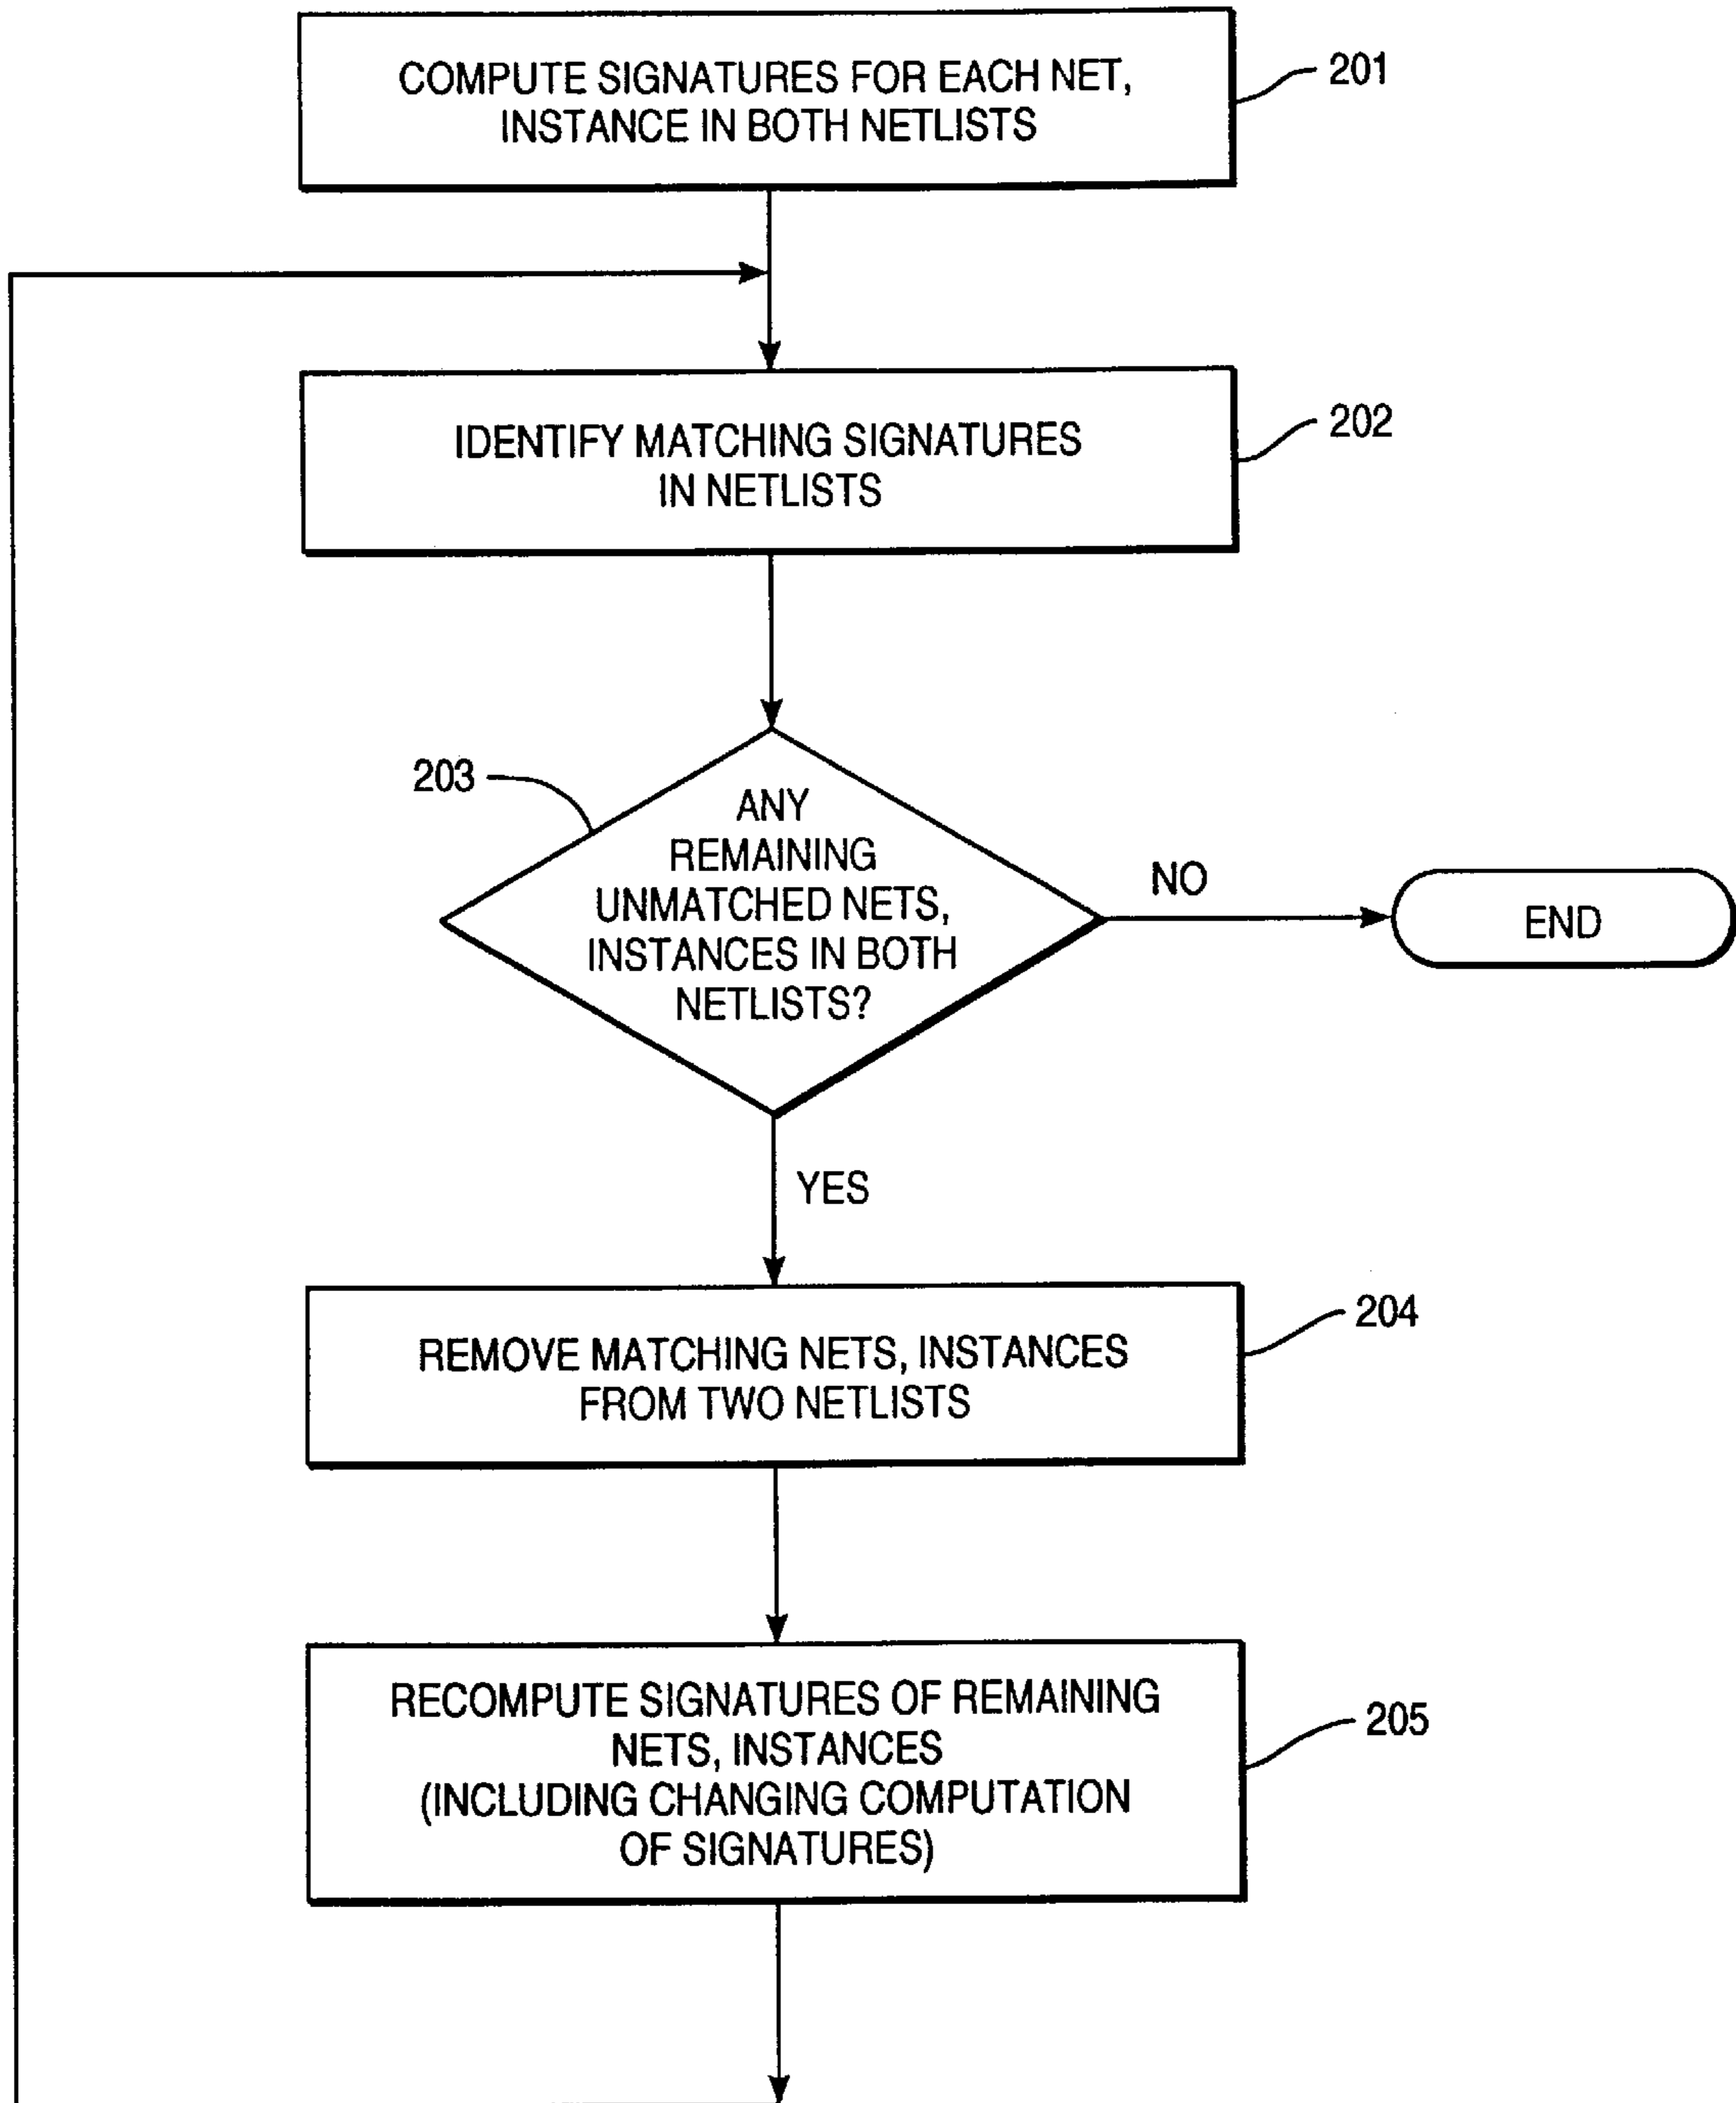 COMPUTE SIGNATURES FOR EACH NET,
INSTANCE IN BOTH NETLISTS
201
IDENTIFY MATCHING SIGNATURES
IN NETLISTS
202
203
ANY
REMAINING
UNMATCHED NETS,
INSTANCES IN BOTH
NETLISTS?
NO
END
YES
REMOVE MATCHING NETS, INSTANCES
FROM TWO NETLISTS
204
RECOMPUTE SIGNATURES OF REMAINING
NETS, INSTANCES
(INCLUDING CHANGING COMPUTATION
OF SIGNATURES)
205